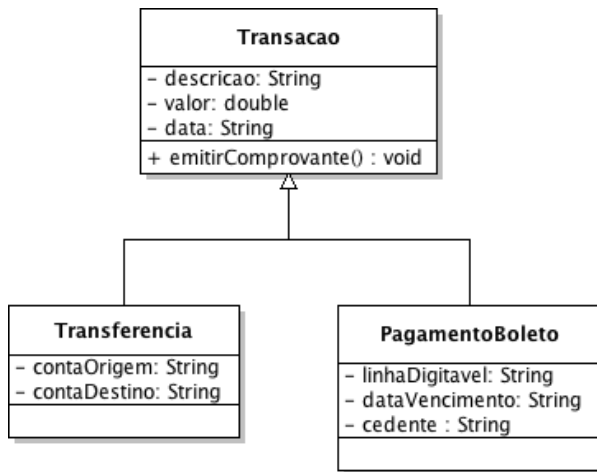 Transacao
- descricao: String
- valor: double
- data: String
+ emitirComprovante() : void
Transferencia
- contaOrigem: String
- contaDestino: String
PagamentoBoleto
- linhaDigitavel: String
- dataVencimento: String
- cedente : String